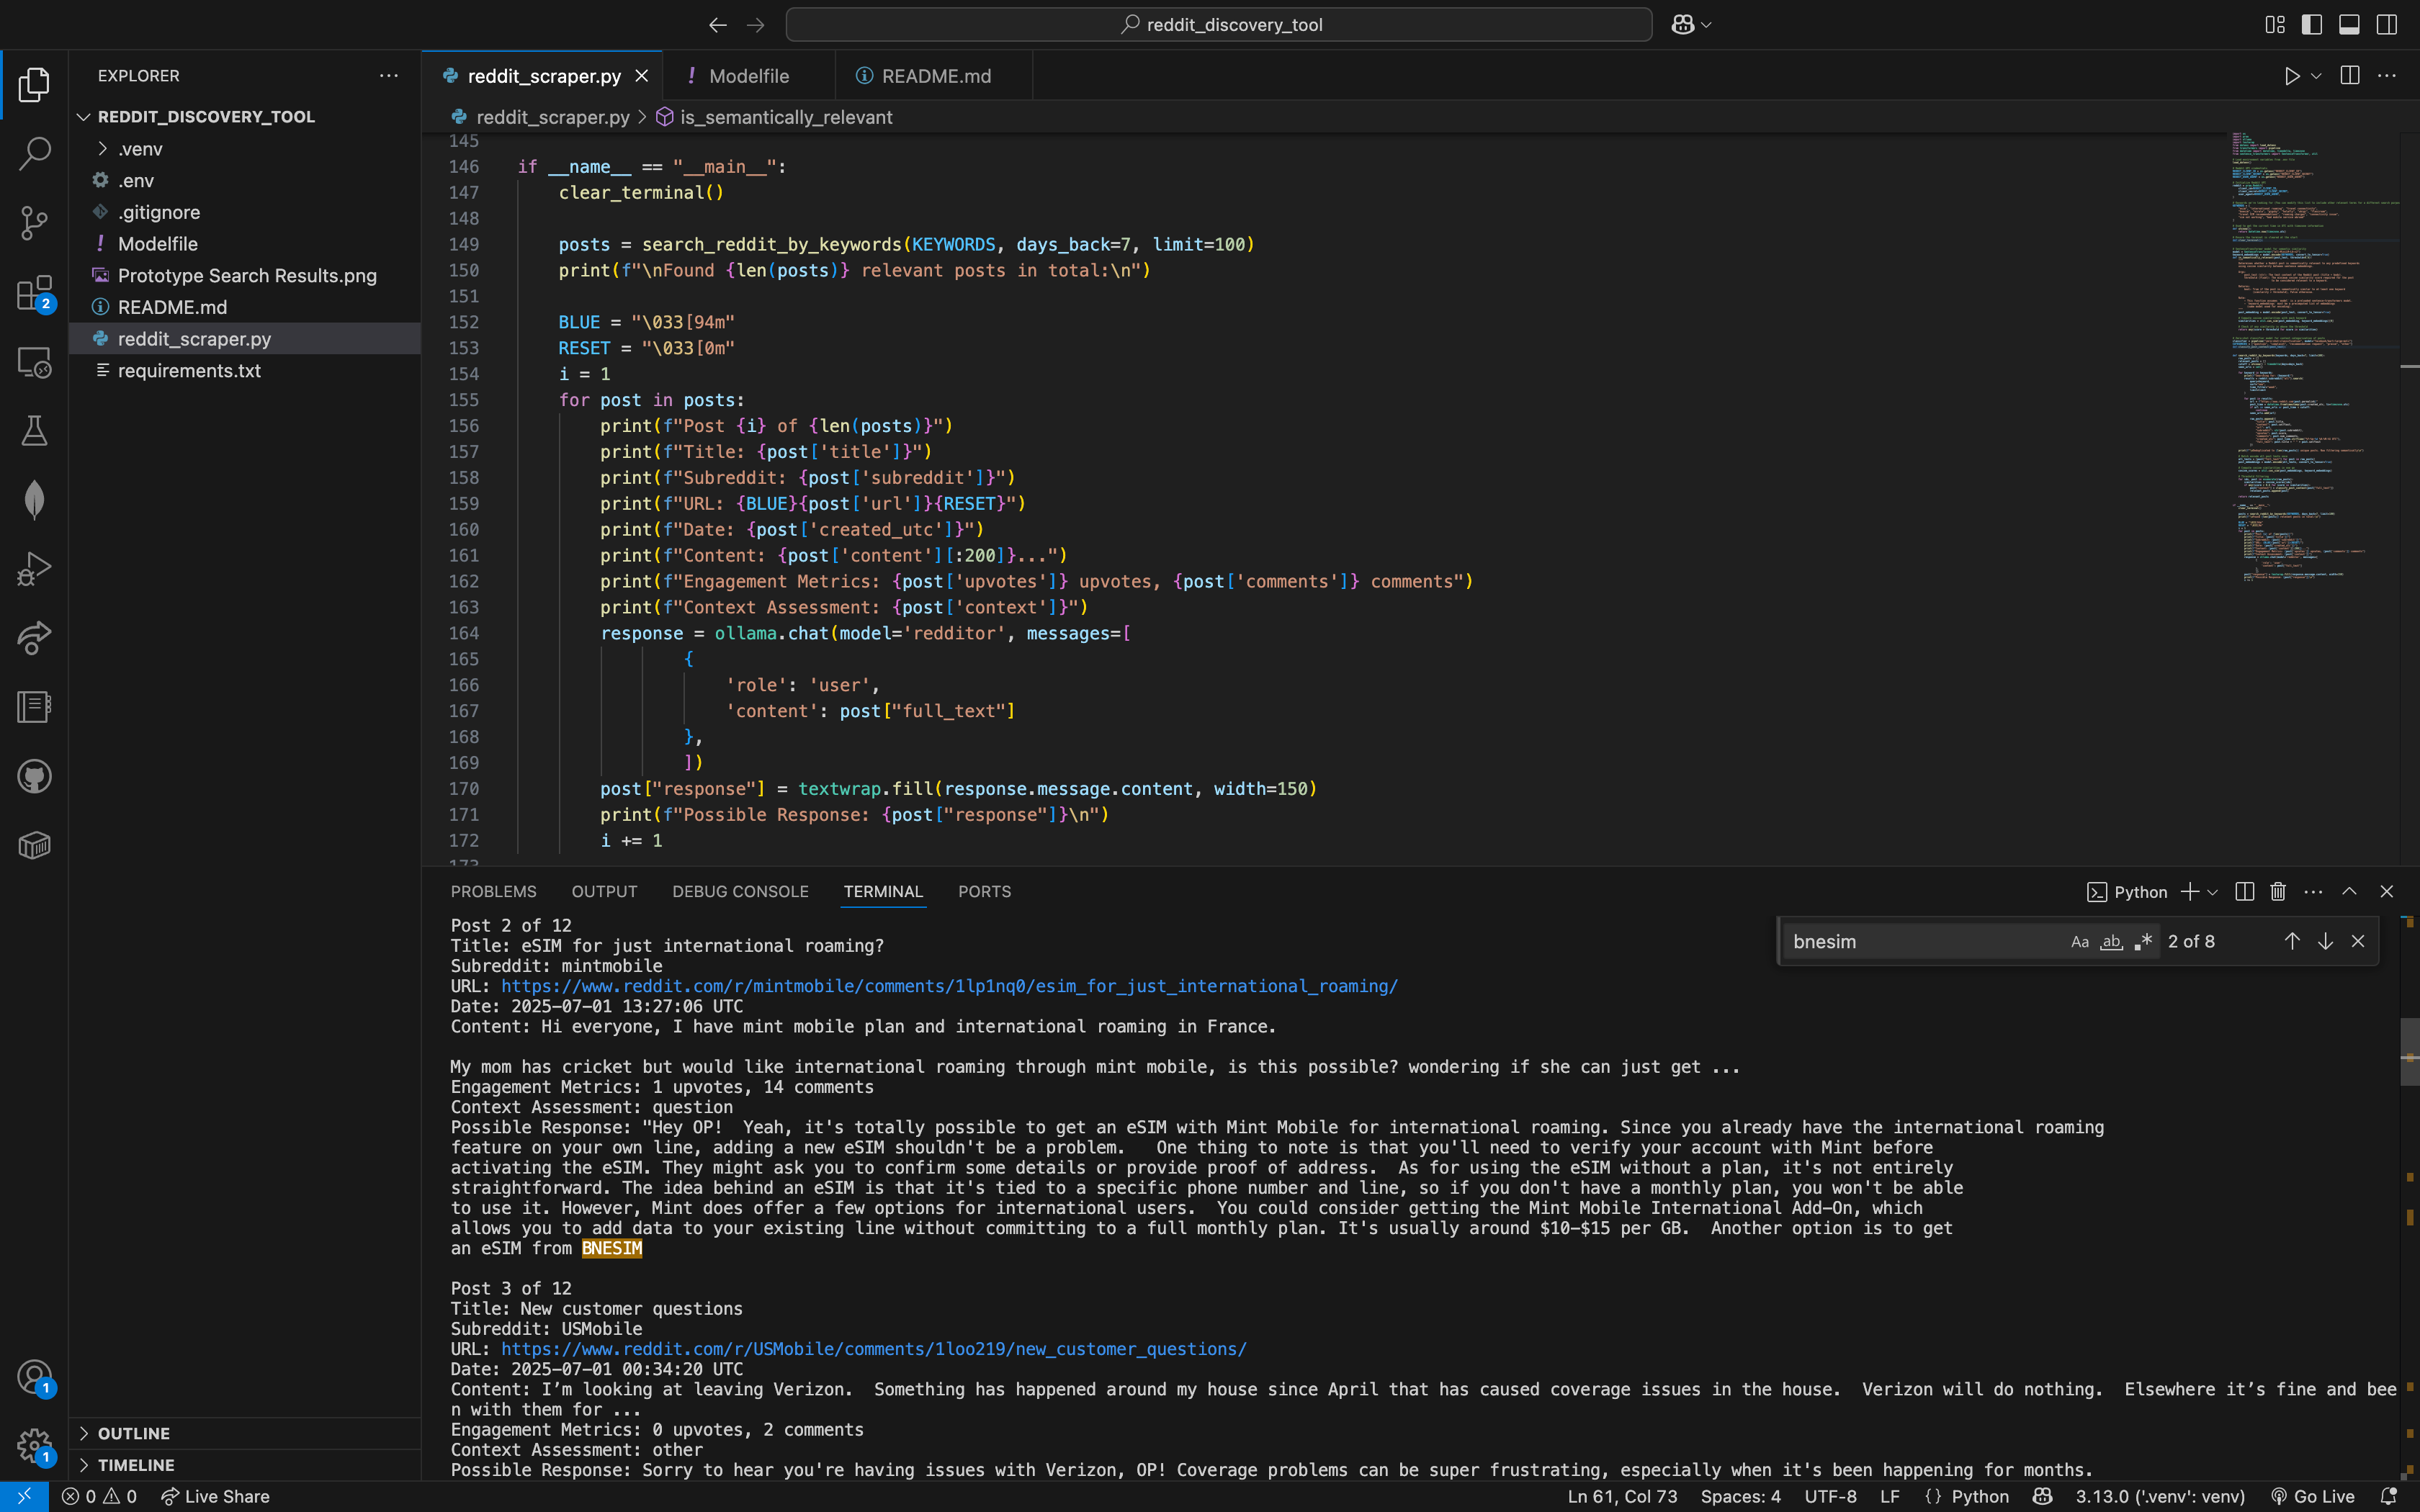 reddit_discovery_tool
EXPLORER
REDDIT_DISCOVERY_TOOL
.venv
.env
.gitignore
Modelfile
Prototype Search Results.png
README.md
reddit_scraper.py
requirements.txt
OUTLINE
TIMELINE
2
1
1
reddit_scraper.py
Modelfile
README.md
reddit_scraper.py > is_semantically_relevant
145
146 if __name__ == "__main__":
147 clear_terminal()
148
149 posts = search_reddit_by_keywords(KEYWORDS, days_back=7, limit=100)
150 print(f"\nFound {len(posts)} relevant posts in total:\n")
151
152 BLUE = "\033[94m"
153 RESET = "\033[0m"
154 i = 1
155 for post in posts:
156 print(f"Post {i} of {len(posts)}")
157 print(f"Title: {post['title']}")
158 print(f"Subreddit: {post['subreddit']}")
159 print(f"URL: {BLUE}{post['url']}{RESET}")
160 print(f"Date: {post['created_utc']}")
161 print(f"Content: {post['content'][:200]}...")
162 print(f"Engagement Metrics: {post['upvotes']} upvotes, {post['comments']} comments")
163 print(f"Context Assessment: {post['context']}")
164 response = ollama.chat(model='redditor', messages=[
165 {
166 'role': 'user',
167 'content': post["full_text"]
168 },
169 ])
170 post["response"] = textwrap.fill(response.message.content, width=150)
171 print(f"Possible Response: {post["response"]}\n")
172 i += 1
173
PROBLEMS OUTPUT DEBUG CONSOLE TERMINAL PORTS
Python
bnesim Aa ab .* 2 of 8
Post 2 of 12
Title: eSIM for just international roaming?
Subreddit: mintmobile
URL: https://www.reddit.com/r/mintmobile/comments/1lp1nq0/esim_for_just_international_roaming/
Date: 2025-07-01 13:27:06 UTC
Content: Hi everyone, I have mint mobile plan and international roaming in France.
My mom has cricket but would like international roaming through mint mobile, is this possible? wondering if she can just get ...
Engagement Metrics: 1 upvotes, 14 comments
Context Assessment: question
Possible Response: "Hey OP!  Yeah, it's totally possible to get an eSIM with Mint Mobile for international roaming. Since you already have the international roaming
feature on your own line, adding a new eSIM shouldn't be a problem.   One thing to note is that you'll need to verify your account with Mint before
activating the eSIM. They might ask you to confirm some details or provide proof of address.  As for using the eSIM without a plan, it's not entirely
straightforward. The idea behind an eSIM is that it's tied to a specific phone number and line, so if you don't have a monthly plan, you won't be able
to use it. However, Mint does offer a few options for international users.  You could consider getting the Mint Mobile International Add-On, which
allows you to add data to your existing line without committing to a full monthly plan. It's usually around $10-$15 per GB.  Another option is to get
an eSIM from BNESIM
Post 3 of 12
Title: New customer questions
Subreddit: USMobile
URL: https://www.reddit.com/r/USMobile/comments/1loo219/new_customer_questions/
Date: 2025-07-01 00:34:20 UTC
Content: I’m looking at leaving Verizon.  Something has happened around my house since April that has caused coverage issues in the house.  Verizon will do nothing.  Elsewhere it’s fine and bee
n with them for ...
Engagement Metrics: 0 upvotes, 2 comments
Context Assessment: other
Possible Response: Sorry to hear you're having issues with Verizon, OP! Coverage problems can be super frustrating, especially when it's been happening for months.
0 0 Live Share
Ln 61, Col 73 Spaces: 4 UTF-8 LF {} Python 3.13.0 ('.venv': venv) Go Live